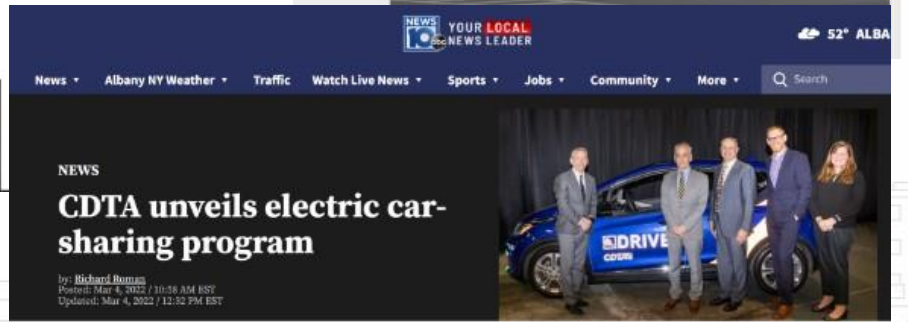 NEWS
10
abc
YOUR LOCAL
NEWS LEADER
52° ALBA
News Albany NY Weather Traffic Watch Live News Sports Jobs Community More Search
NEWS
CDTA unveils electric car-
sharing program
by: Richard Roman
Posted: Mar 4, 2022 / 10:38 AM EST
Updated: Mar 4, 2022 / 12:32 PM EST
DRIVE
CDTA